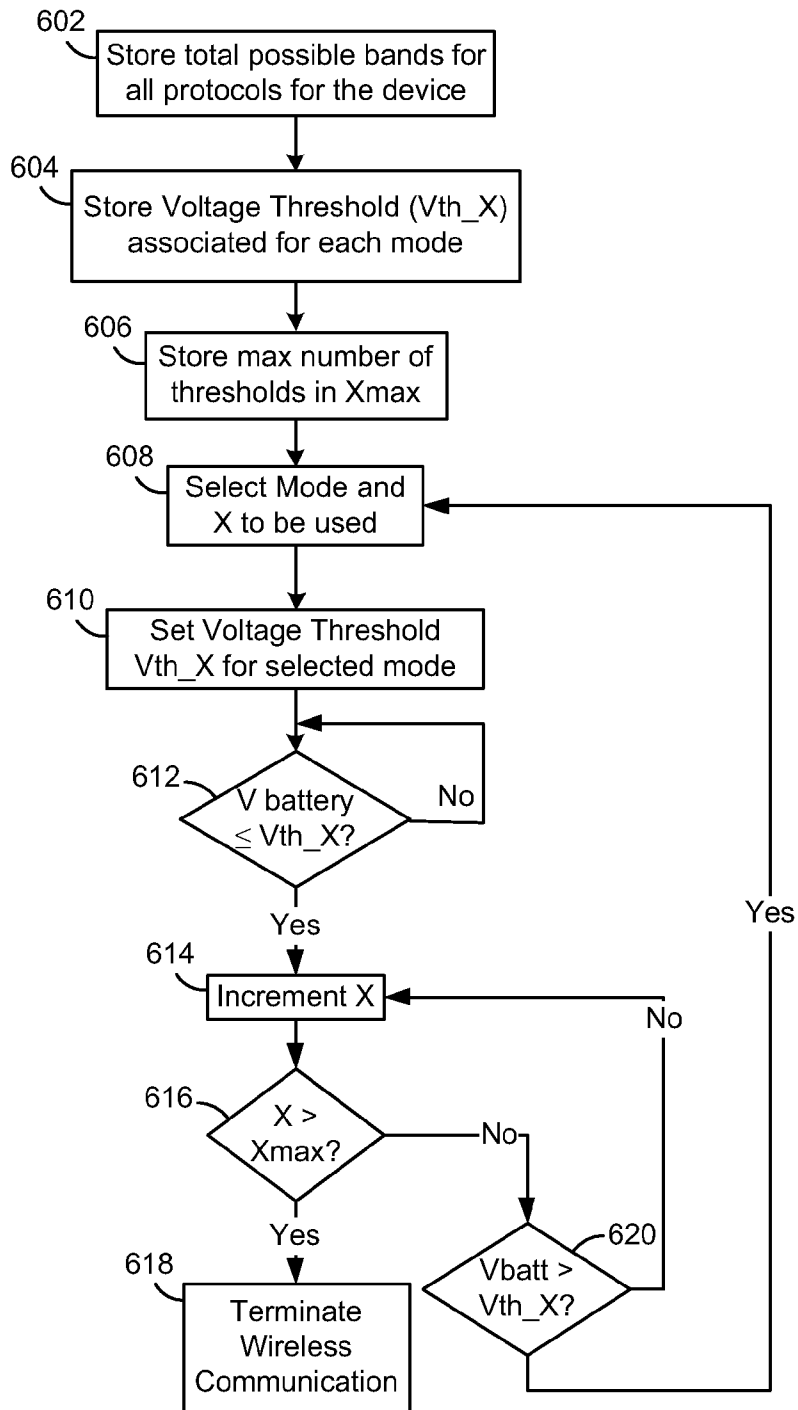 602
Store total possible bands for
all protocols for the device
604
Store Voltage Threshold (Vth_X)
associated for each mode
606
Store max number of
thresholds in Xmax
608
Select Mode and
X to be used
610
Set Voltage Threshold
Vth_X for selected mode
612
V battery
≤ Vth_X?
No
Yes
Yes
614
Increment X
No
616
X >
Xmax?
No
Yes
620
Vbatt >
Vth_X?
618
Terminate
Wireless
Communication